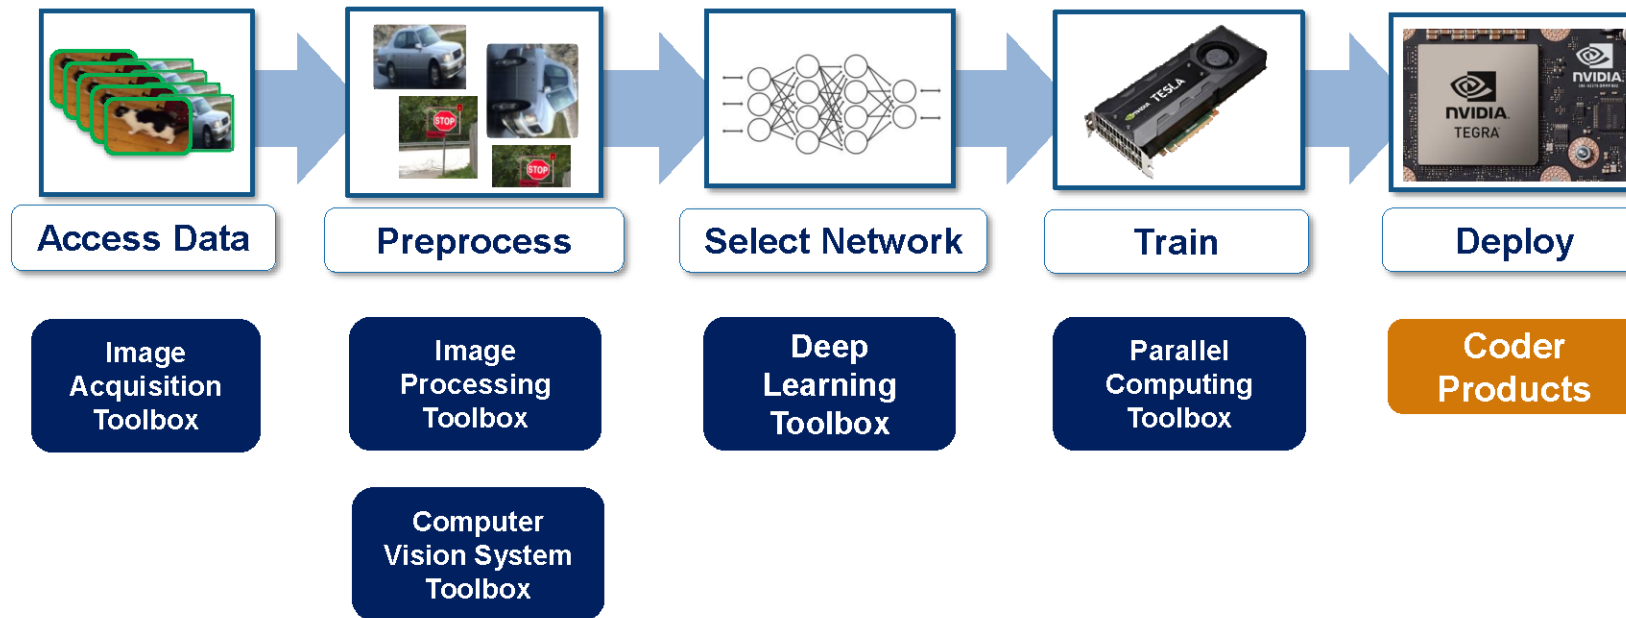 STOP
STOP
TESLA
NVIDIA.
TEGRA
NVIDIA.
Access Data
Preprocess
Select Network
Train
Deploy
Image
Acquisition
Toolbox
Image
Processing
Toolbox
Deep
Learning
Toolbox
Parallel
Computing
Toolbox
Coder
Products
Computer
Vision System
Toolbox